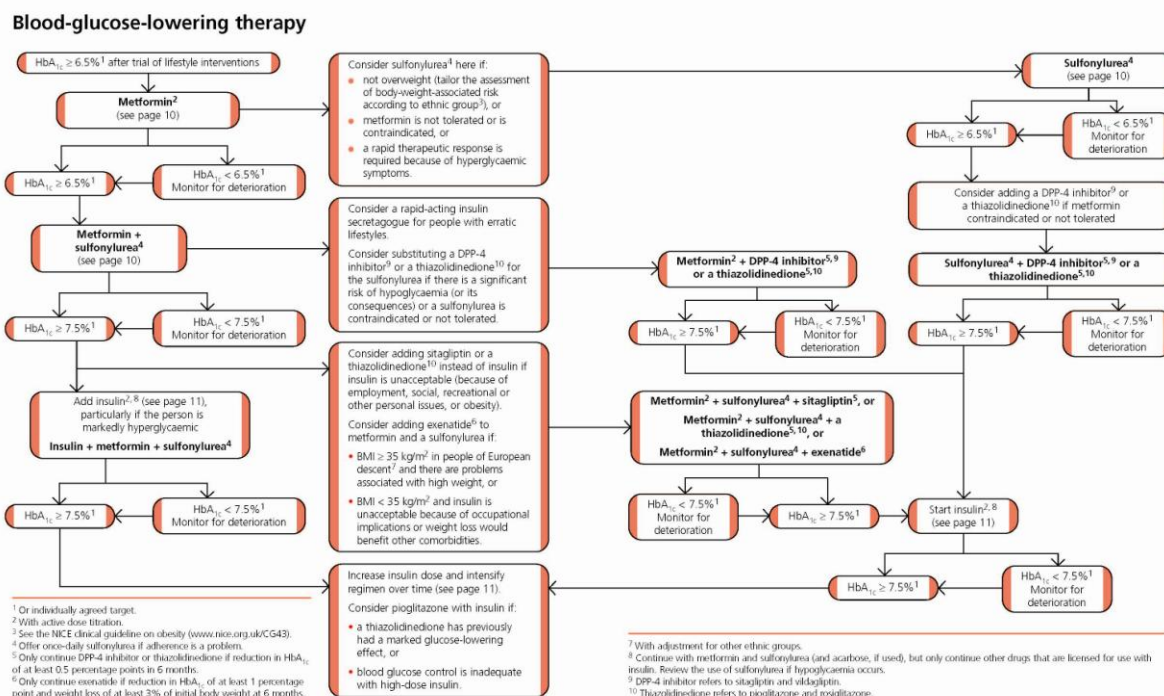 Blood-glucose-lowering therapy
HbA1c ≥ 6.5%1 after trial of lifestyle interventions
Metformin2
(see page 10)
HbA1c ≥ 6.5%1
HbA1c < 6.5%1
Monitor for deterioration
Metformin +
sulfonylurea4
(see page 10)
HbA1c ≥ 7.5%1
HbA1c < 7.5%1
Monitor for deterioration
Add insulin2, 8 (see page 11),
particularly if the person is
markedly hyperglycaemic
Insulin + metformin + sulfonylurea4
HbA1c ≥ 7.5%1
HbA1c < 7.5%1
Monitor for deterioration
Consider sulfonylurea4 here if:
• not overweight (tailor the assessment
of body-weight-associated risk
according to ethnic group3), or
• metformin is not tolerated or is
contraindicated, or
• a rapid therapeutic response is
required because of hyperglycaemic
symptoms.
Consider a rapid-acting insulin
secretagogue for people with erratic
lifestyles.
Consider substituting a DPP-4
inhibitor9 or a thiazolidinedione10 for
the sulfonylurea if there is a significant
risk of hypoglycaemia (or its
consequences) or a sulfonylurea is
contraindicated or not tolerated.
Consider adding sitagliptin or a
thiazolidinedione10 instead of insulin if
insulin is unacceptable (because of
employment, social, recreational or
other personal issues, or obesity).
Consider adding exenatide6 to
metformin and a sulfonylurea if:
• BMI ≥ 35 kg/m2 in people of European
descent7 and there are problems
associated with high weight, or
• BMI < 35 kg/m2 and insulin is
unacceptable because of occupational
implications or weight loss would
benefit other comorbidities.
Increase insulin dose and intensify
regimen over time (see page 11).
Consider pioglitazone with insulin if:
• a thiazolidinedione has previously
had a marked glucose-lowering
effect, or
• blood glucose control is inadequate
with high-dose insulin.
Metformin2 + DPP-4 inhibitor5, 9
or a thiazolidinedione5, 10
HbA1c ≥ 7.5%1
HbA1c < 7.5%1
Monitor for
deterioration
Metformin2 + sulfonylurea4 + sitagliptin5, or
Metformin2 + sulfonylurea4 + a
thiazolidinedione5, 10, or
Metformin2 + sulfonylurea4 + exenatide6
HbA1c < 7.5%1
Monitor for
deterioration
HbA1c ≥ 7.5%1
Sulfonylurea4
(see page 10)
HbA1c ≥ 6.5%1
HbA1c < 6.5%1
Monitor for
deterioration
Consider adding a DPP-4 inhibitor9 or
a thiazolidinedione10 if metformin
contraindicated or not tolerated
Sulfonylurea4 + DPP-4 inhibitor5, 9 or a
thiazolidinedione5,10
HbA1c ≥ 7.5%1
HbA1c < 7.5%1
Monitor for
deterioration
Start insulin2, 8
(see page 11)
HbA1c ≥ 7.5%1
HbA1c < 7.5%1
Monitor for
deterioration
1 Or individually agreed target.
2 With active dose titration.
3 See the NICE clinical guideline on obesity (www.nice.org.uk/CG43).
4 Offer once-daily sulfonylurea if adherence is a problem.
5 Only continue DPP-4 inhibitor or thiazolidinedione if reduction in HbA1c
of at least 0.5 percentage points in 6 months.
6 Only continue exenatide if reduction in HbA1c of at least 1 percentage
point and weight loss of at least 3% of initial body weight at 6 months.
7 With adjustment for other ethnic groups.
8 Continue with metformin and sulfonylurea (and acarbose, if used), but only continue other drugs that are licensed for use with
insulin. Review the use of sulfonylurea if hypoglycaemia occurs.
9 DPP-4 inhibitor refers to sitagliptin and vildagliptin.
10 Thiazolidinedione refers to pioglitazone and rosiglitazone.